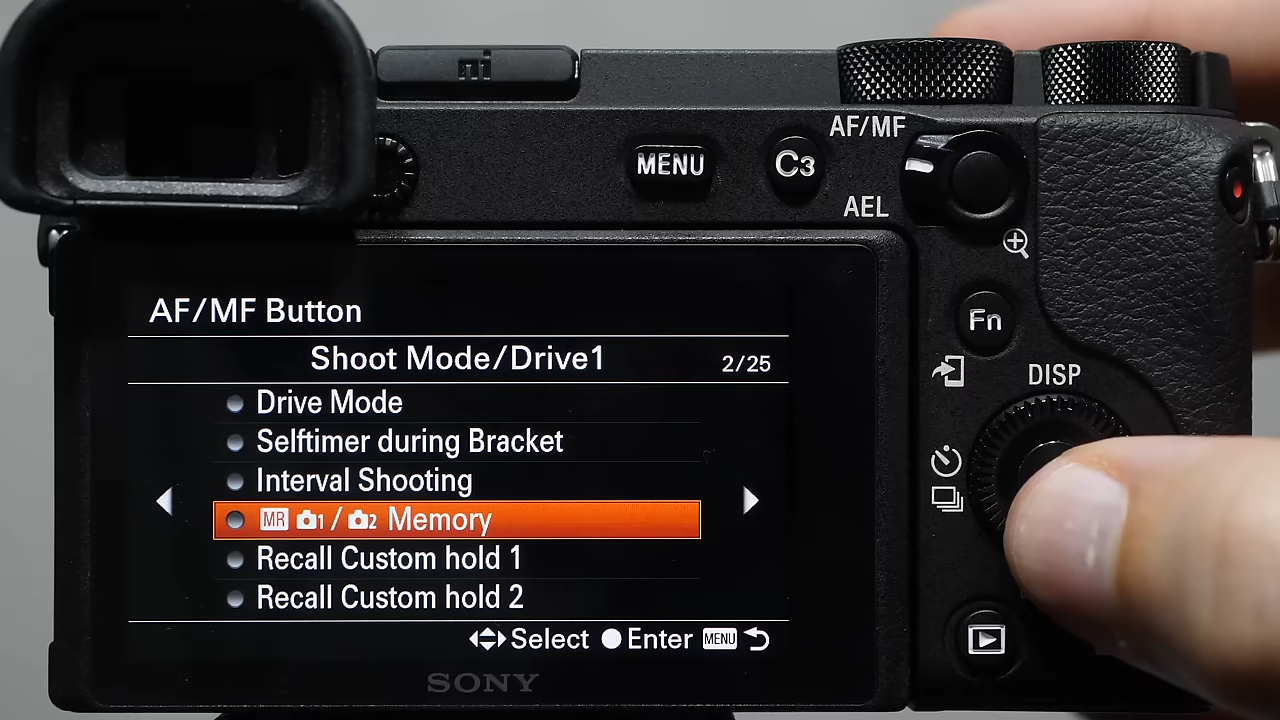 MENU
C3
AF/MF
AEL
AF/MF Button
Shoot Mode/Drive1 2/25
Drive Mode
Selftimer during Bracket
Interval Shooting
MR 1/2 Memory
Recall Custom hold 1
Recall Custom hold 2
Select Enter MENU
SONY
Fn
DISP